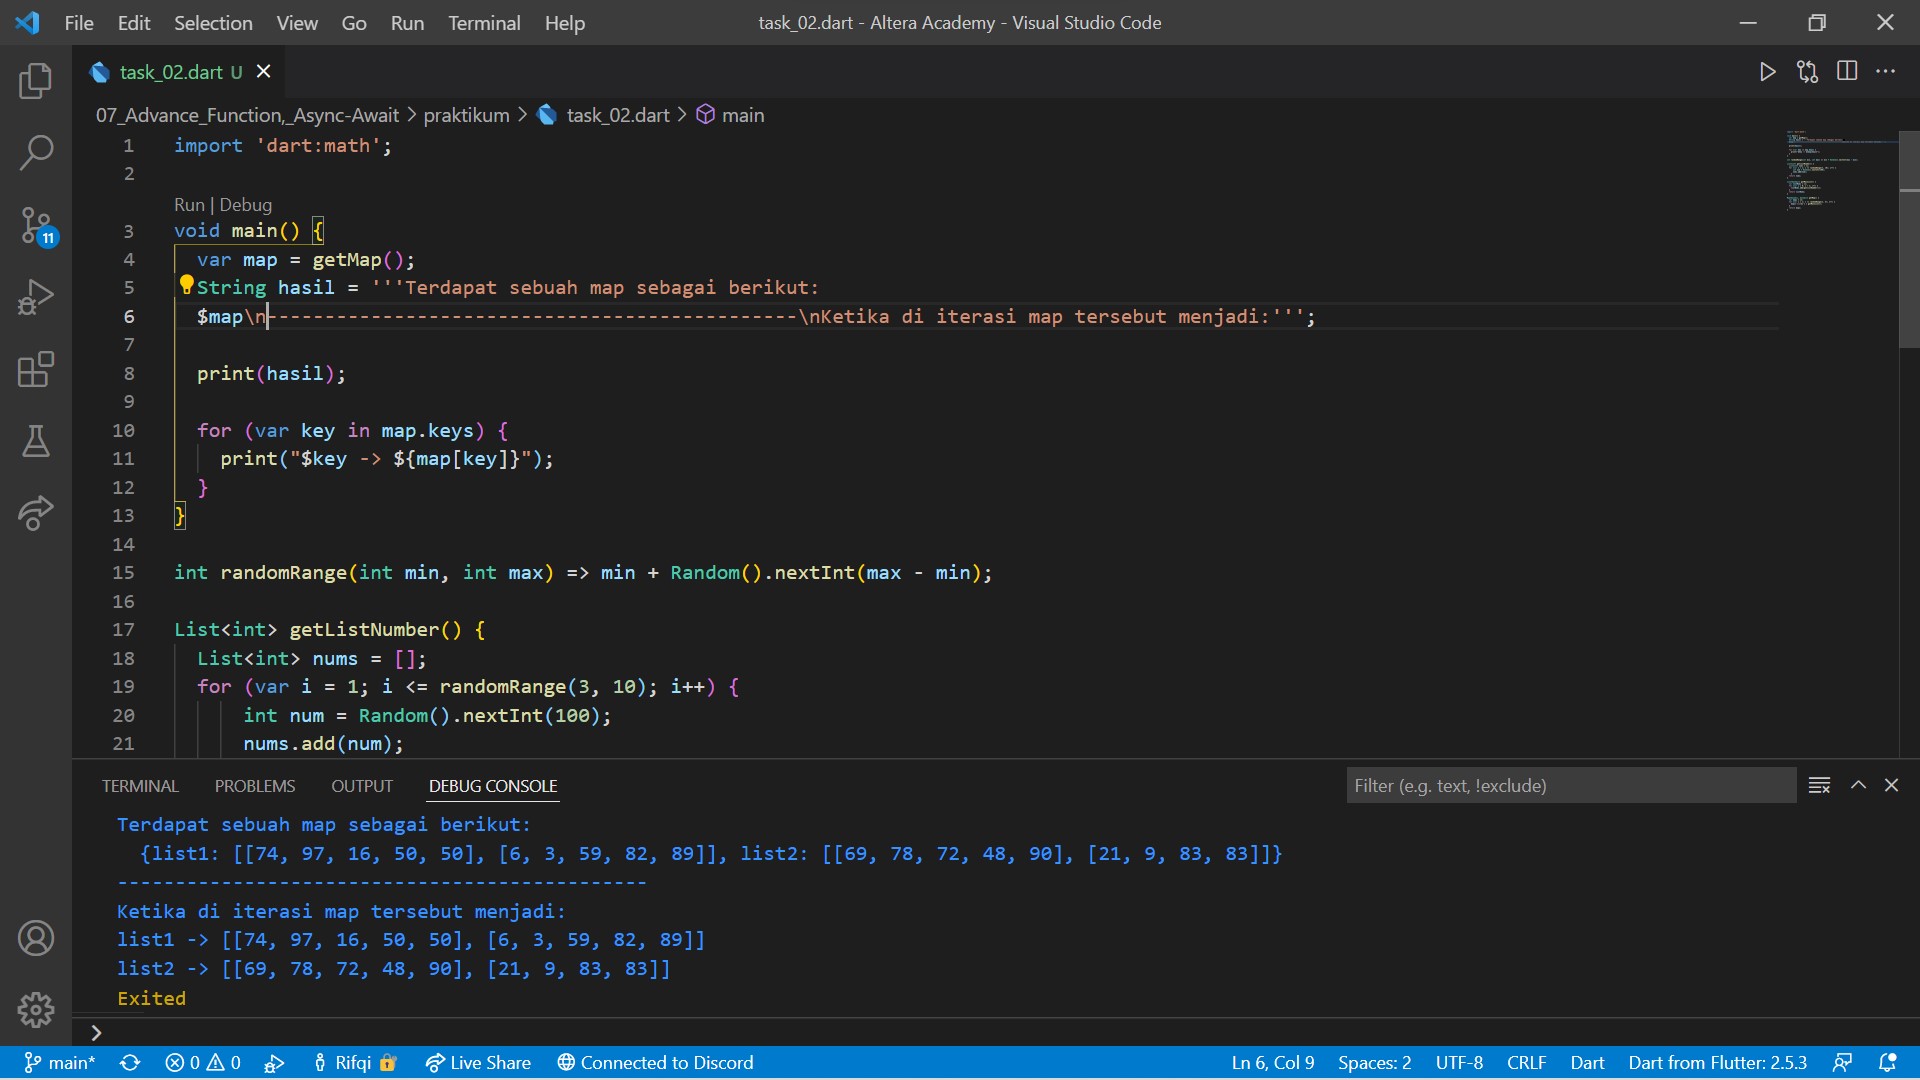 File Edit Selection View Go Run Terminal Help task_02.dart - Altera Academy - Visual Studio Code
task_02.dart U
07_Advance_Function,_Async-Await > praktikum > task_02.dart > main
1 import 'dart:math';
2
Run | Debug
3 void main() {
4 var map = getMap();
5 String hasil = '''Terdapat sebuah map sebagai berikut:
6 $map\n----------------------------------------------\nKetika di iterasi map tersebut menjadi:''';
7
8 print(hasil);
9
10 for (var key in map.keys) {
11 print("$key -> ${map[key]}");
12 }
13 }
14
15 int randomRange(int min, int max) => min + Random().nextInt(max - min);
16
17 List<int> getListNumber() {
18 List<int> nums = [];
19 for (var i = 1; i <= randomRange(3, 10); i++) {
20 int num = Random().nextInt(100);
21 nums.add(num);
11
TERMINAL PROBLEMS OUTPUT DEBUG CONSOLE Filter (e.g. text, !exclude)
Terdapat sebuah map sebagai berikut:
{list1: [[74, 97, 16, 50, 50], [6, 3, 59, 82, 89]], list2: [[69, 78, 72, 48, 90], [21, 9, 83, 83]]}
----------------------------------------------
Ketika di iterasi map tersebut menjadi:
list1 -> [[74, 97, 16, 50, 50], [6, 3, 59, 82, 89]]
list2 -> [[69, 78, 72, 48, 90], [21, 9, 83, 83]]
Exited
>
main* 0 0 Rifqi Live Share Connected to Discord Ln 6, Col 9 Spaces: 2 UTF-8 CRLF Dart Dart from Flutter: 2.5.3